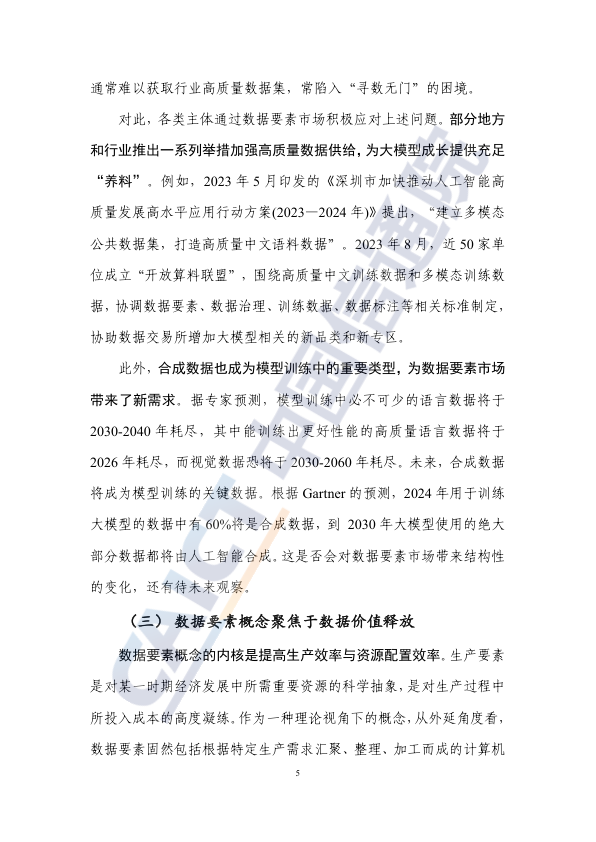 通常难以获取行业高质量数据集，常陷入“寻数无门”的困境。
对此，各类主体通过数据要素市场积极应对上述问题。部分地方
和行业推出一系列举措加强高质量数据供给，为大模型成长提供充足
“养料”。例如，2023 年 5 月印发的《深圳市加快推动人工智能高
质量发展高水平应用行动方案(2023—2024 年)》提出，“建立多模态
公共数据集，打造高质量中文语料数据”。2023 年 8 月，近 50 家单
位成立“开放算料联盟”，围绕高质量中文训练数据和多模态训练数
据，协调数据要素、数据治理、训练数据、数据标注等相关标准制定，
协助数据交易所增加大模型相关的新品类和新专区。
此外，合成数据也成为模型训练中的重要类型，为数据要素市场
带来了新需求。据专家预测，模型训练中必不可少的语言数据将于
2030-2040 年耗尽，其中能训练出更好性能的高质量语言数据将于
2026 年耗尽，而视觉数据恐将于 2030-2060 年耗尽。未来，合成数据
将成为模型训练的关键数据。根据 Gartner 的预测，2024 年用于训练
大模型的数据中有 60%将是合成数据，到 2030 年大模型使用的绝大
部分数据都将由人工智能合成。这是否会对数据要素市场带来结构性
的变化，还有待未来观察。
（三） 数据要素概念聚焦于数据价值释放
数据要素概念的内核是提高生产效率与资源配置效率。生产要素
是对某一时期经济发展中所需重要资源的科学抽象，是对生产过程中
所投入成本的高度凝练。作为一种理论视角下的概念，从外延角度看，
数据要素固然包括根据特定生产需求汇聚、整理、加工而成的计算机
5
CAICT 中国信通院